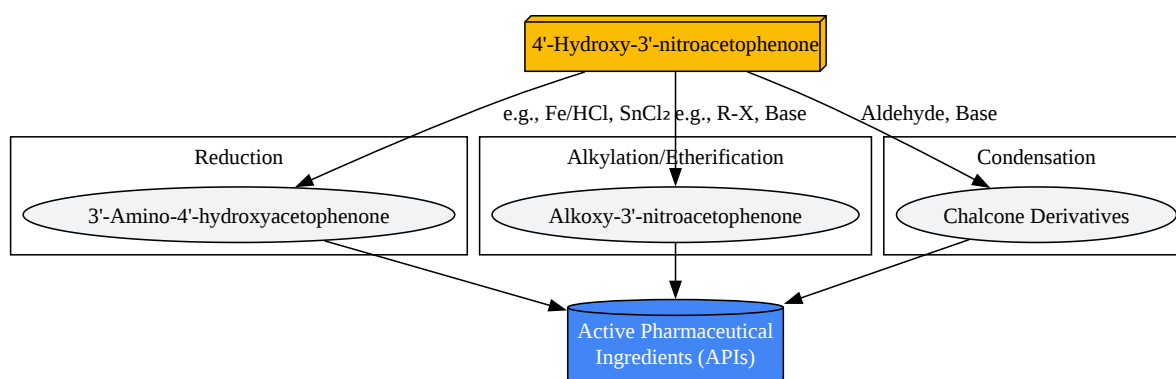 4'-Hydroxy-3'-nitroacetophenone
e.g., Fe/HCl, SnCl₂
e.g., R-X, Base
Aldehyde, Base
Reduction
Alkylation/Etherification
Condensation
3'-Amino-4'-hydroxyacetophenone
Alkoxy-3'-nitroacetophenone
Chalcone Derivatives
Active Pharmaceutical
Ingredients (APIs)